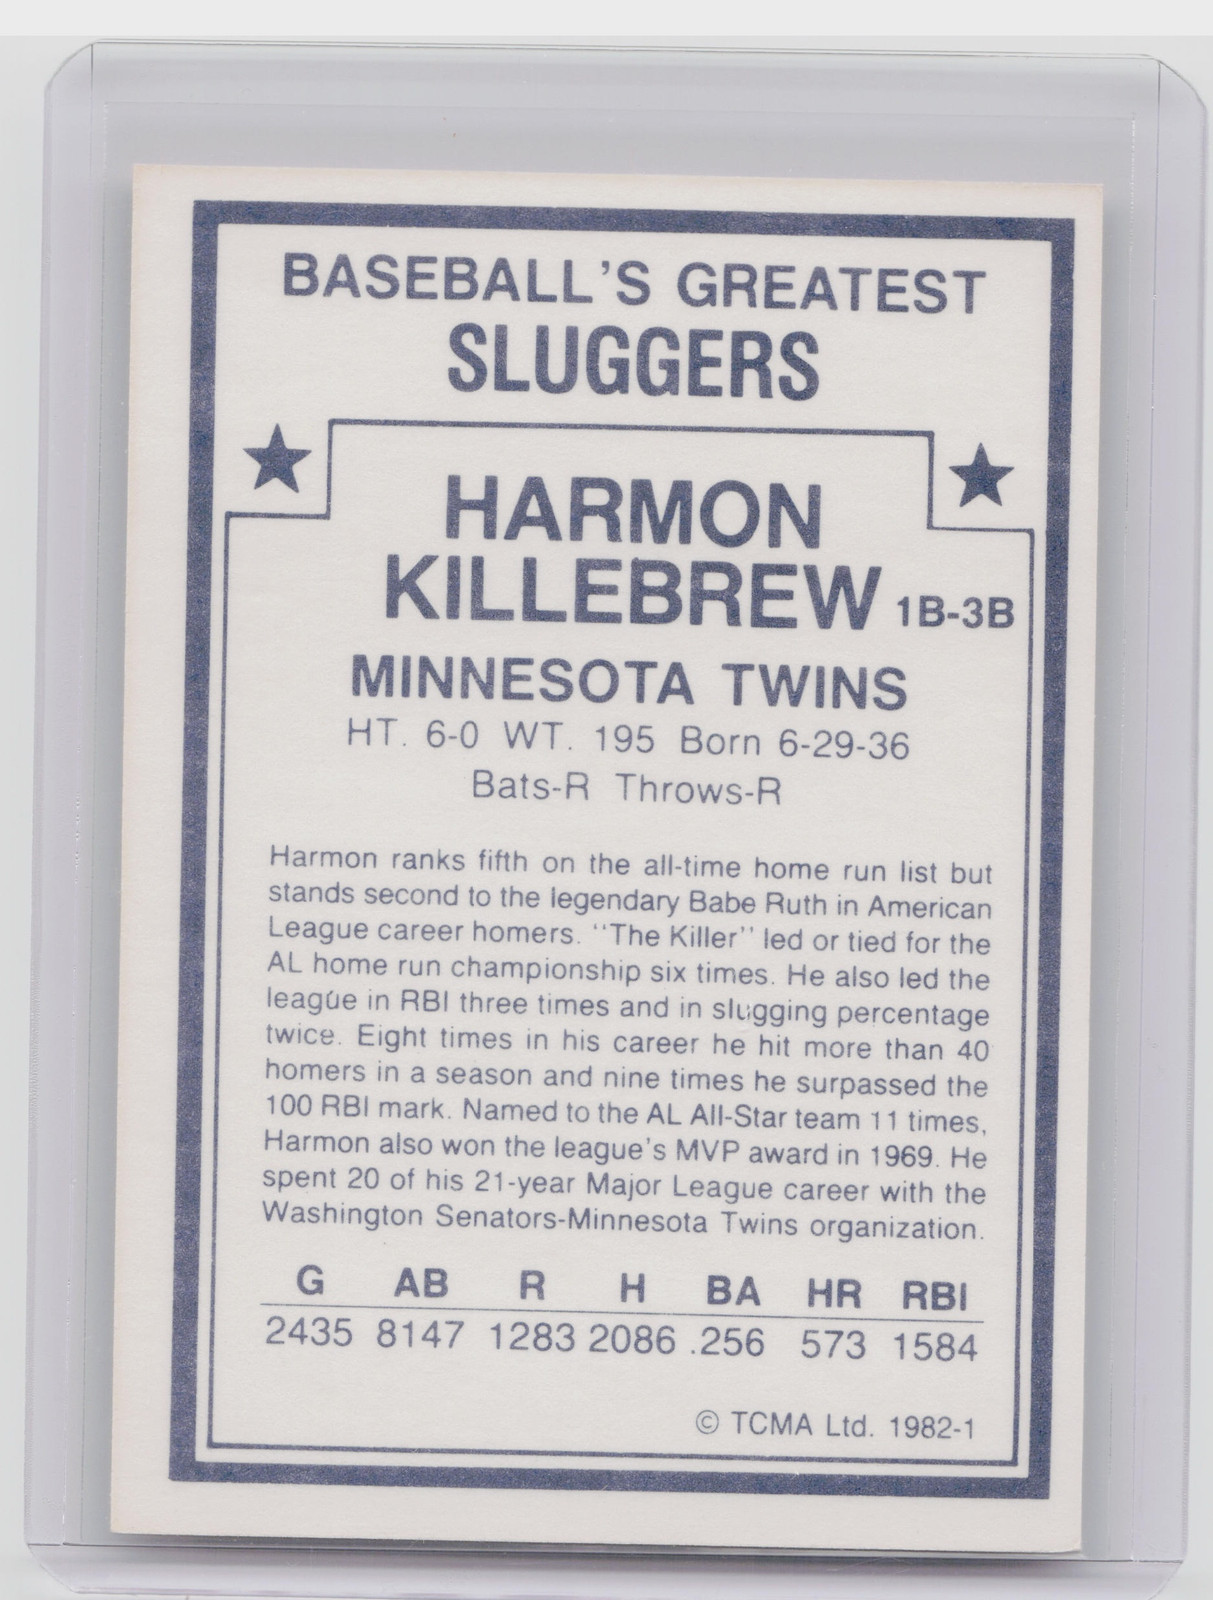 BASEBALL'S GREATEST
SLUGGERS
HARMON
KILLEBREW 1B-3B
MINNESOTA TWINS
HT. 6-0 WT. 195 Born 6-29-36
Bats-R Throws-R
Harmon ranks fifth on the all-time home run list but
stands second to the legendary Babe Ruth in American
League career homers. "The Killer" led or tied for the
AL home run championship six times. He also led the
league in RBI three times and in slugging percentage
twice. Eight times in his career he hit more than 40
homers in a season and nine times he surpassed the
100 RBI mark. Named to the AL All-Star team 11 times,
Harmon also won the league's MVP award in 1969. He
spent 20 of his 21-year Major League career with the
Washington Senators-Minnesota Twins organization.
G AB R H BA HR RBI
2435 8147 1283 2086 .256 573 1584
© TCMA Ltd. 1982-1